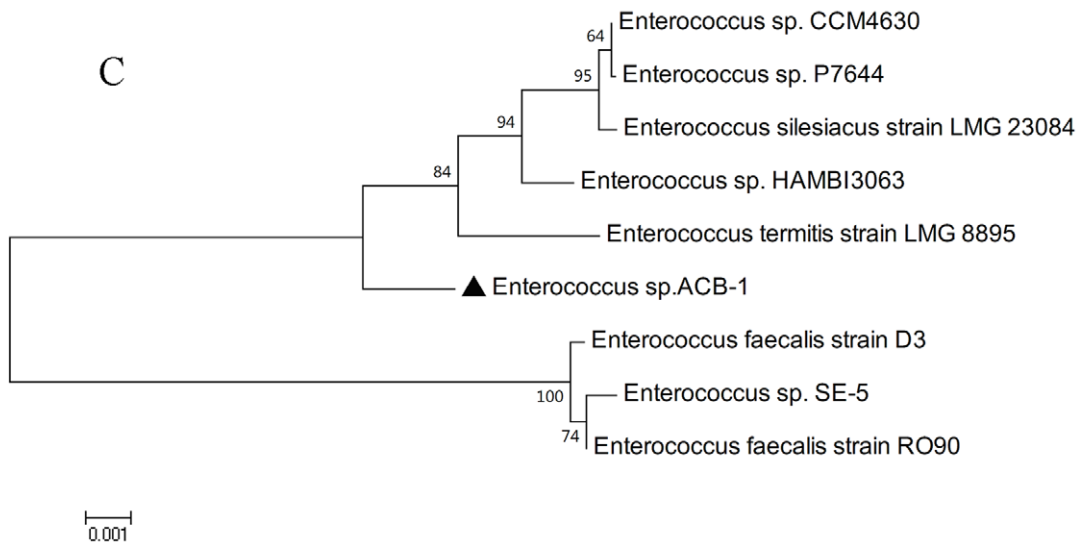 Enterococcus sp. CCM4630
64
C
Enterococcus sp. P7644
95
Enterococcus silesiacus strain LMG 23084
94
84
Enterococcus sp. HAMBI3063
Enterococcus termitis strain LMG 8895
Enterococcus sp.ACB-1
Enterococcus faecalis strain D3
100
Enterococcus sp. SE-5
74
Enterococcus faecalis strain RO90
0.001